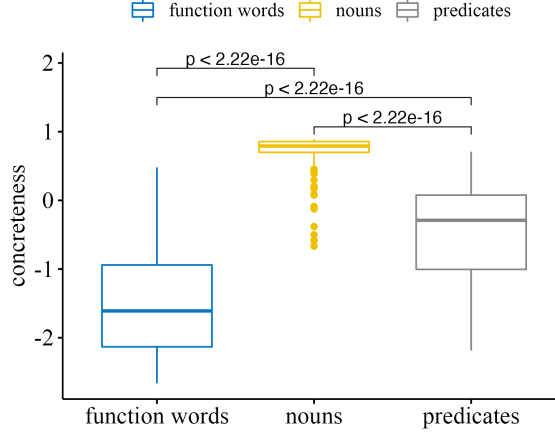 function words nouns predicates
2
p < 2.22e-16
p < 2.22e-16
p < 2.22e-16
1
0
-1
-2
concreteness
function words nouns predicates